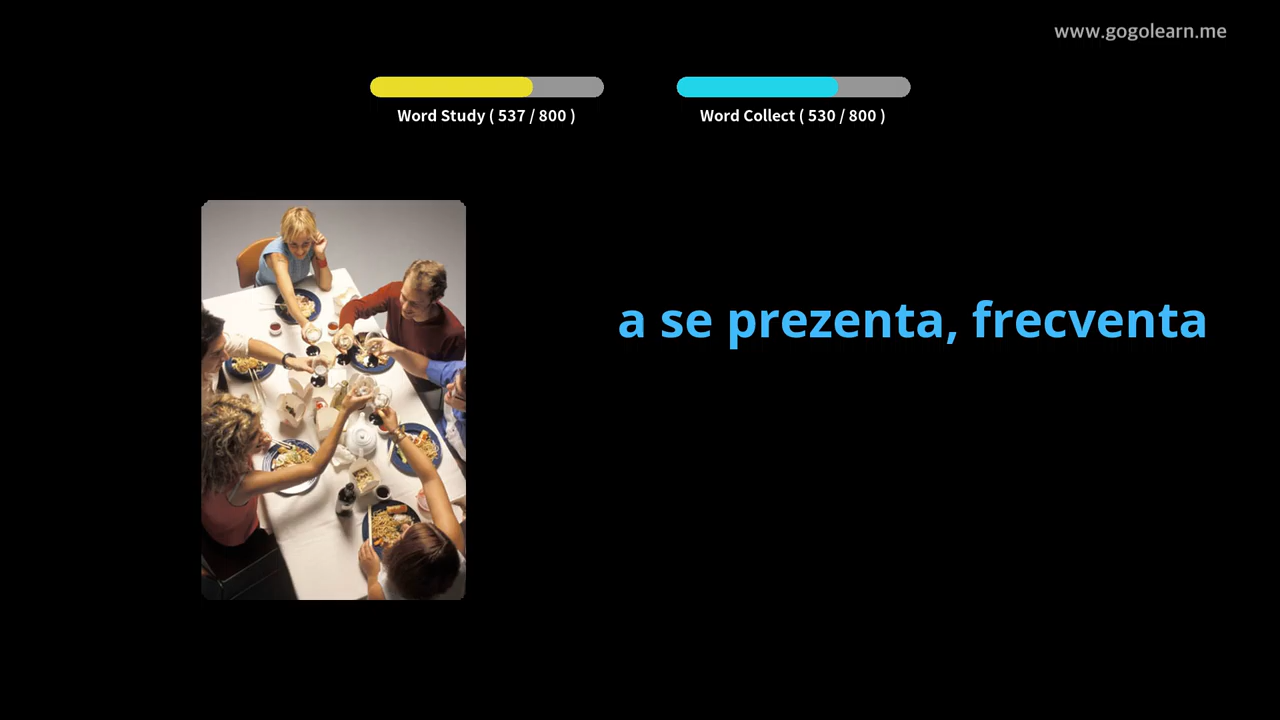 www.gogolearn.me
Word Study ( 537 / 800 )
Word Collect ( 530 / 800 )
a se prezenta, frecventa